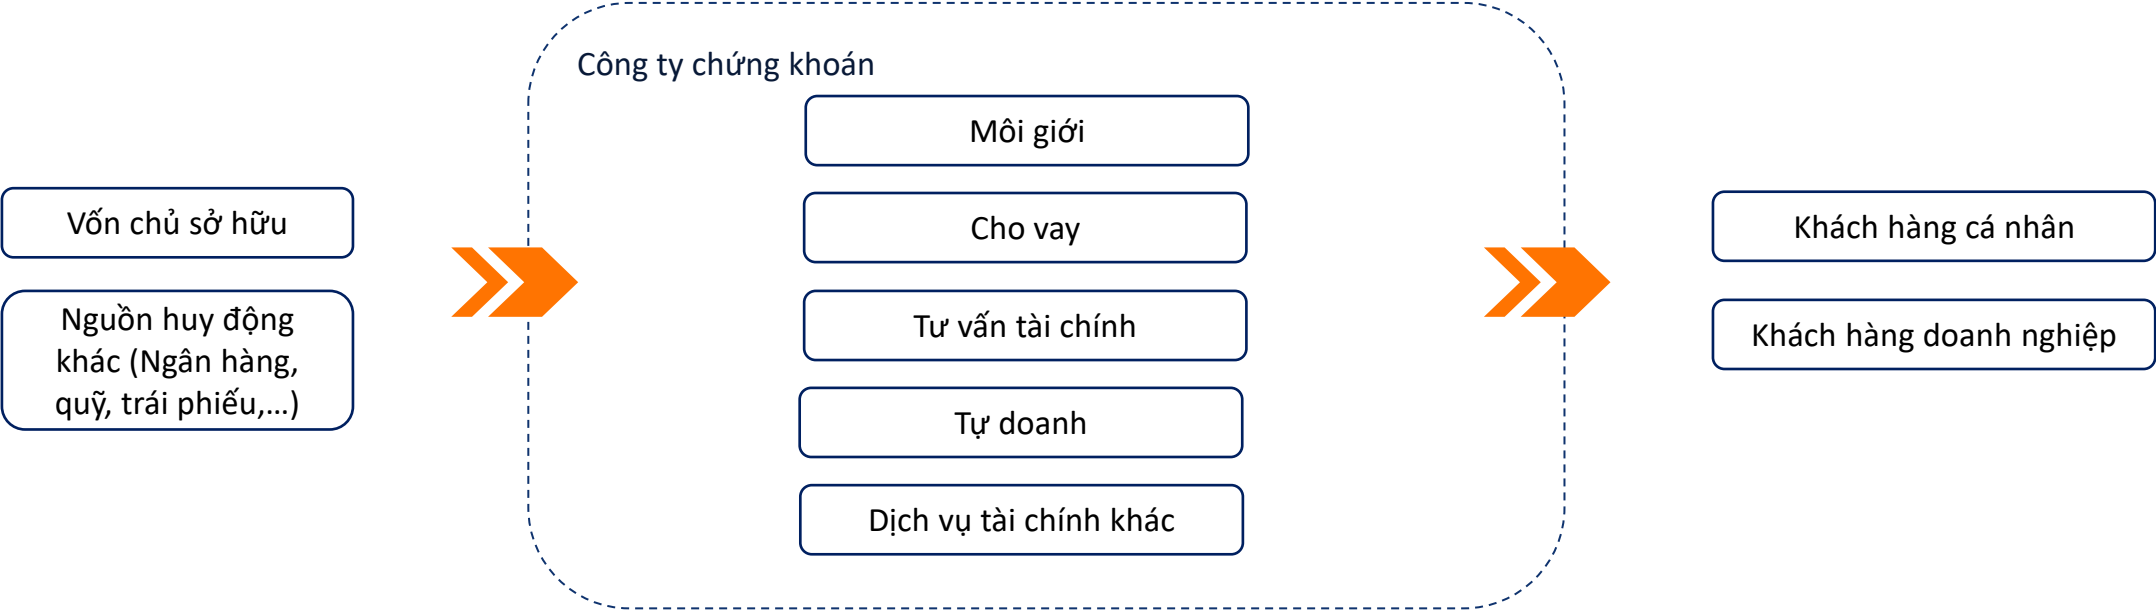 Công ty chứng khoán
Vốn chủ sở hữu
Nguồn huy động
khác (Ngân hàng,
quỹ, trái phiếu,...)
Môi giới
Cho vay
Tư vấn tài chính
Tự doanh
Dịch vụ tài chính khác
Khách hàng cá nhân
Khách hàng doanh nghiệp